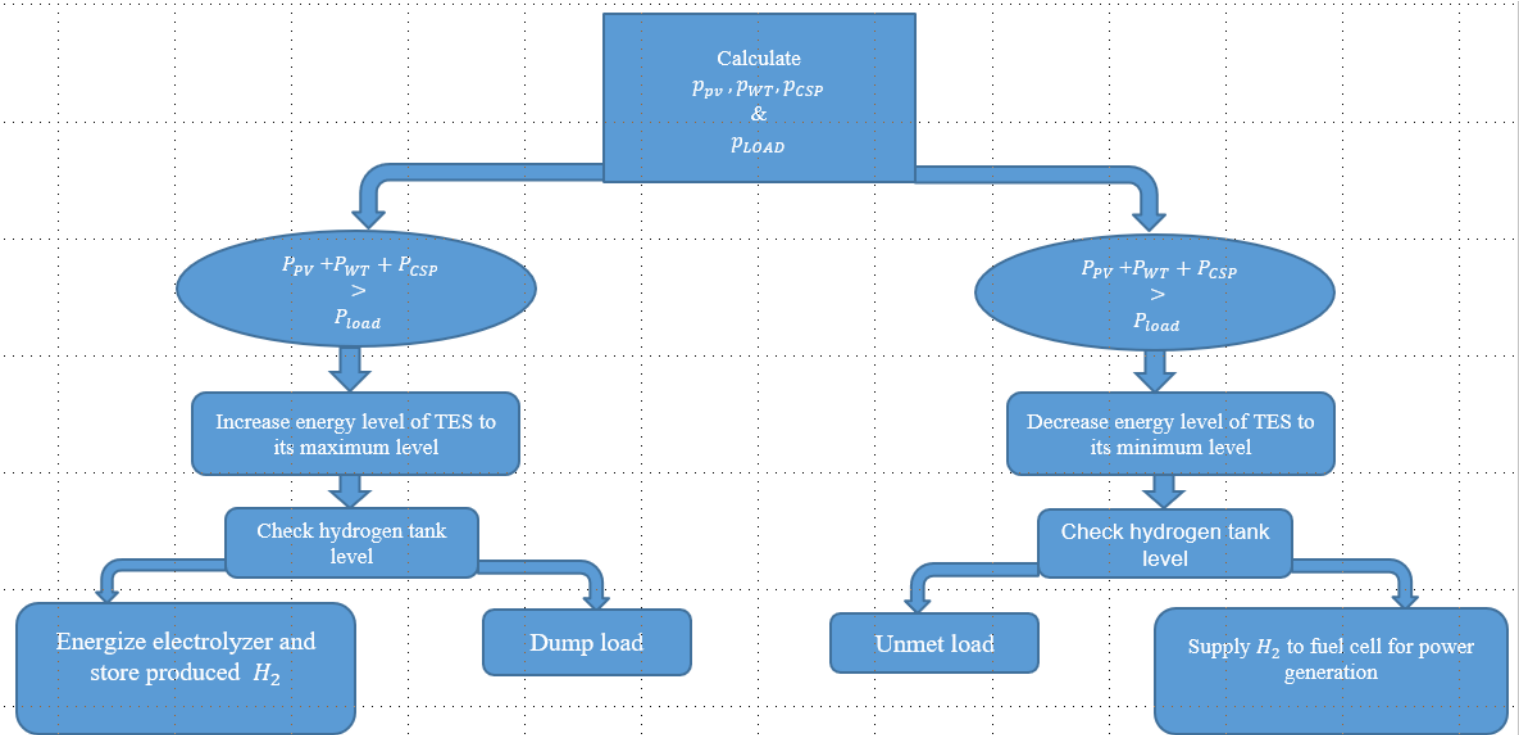 Calculate
p_pv, p_WT, p_CSP
&
p_LOAD
P_PV +P_WT + P_CSP
>
P_load
P_PV +P_WT + P_CSP
>
P_load
Increase energy level of TES to
its maximum level
Decrease energy level of TES to
its minimum level
Check hydrogen tank
level
Check hydrogen tank
level
Energize electrolyzer and
store produced H_2
Dump load
Unmet load
Supply H_2 to fuel cell for power
generation